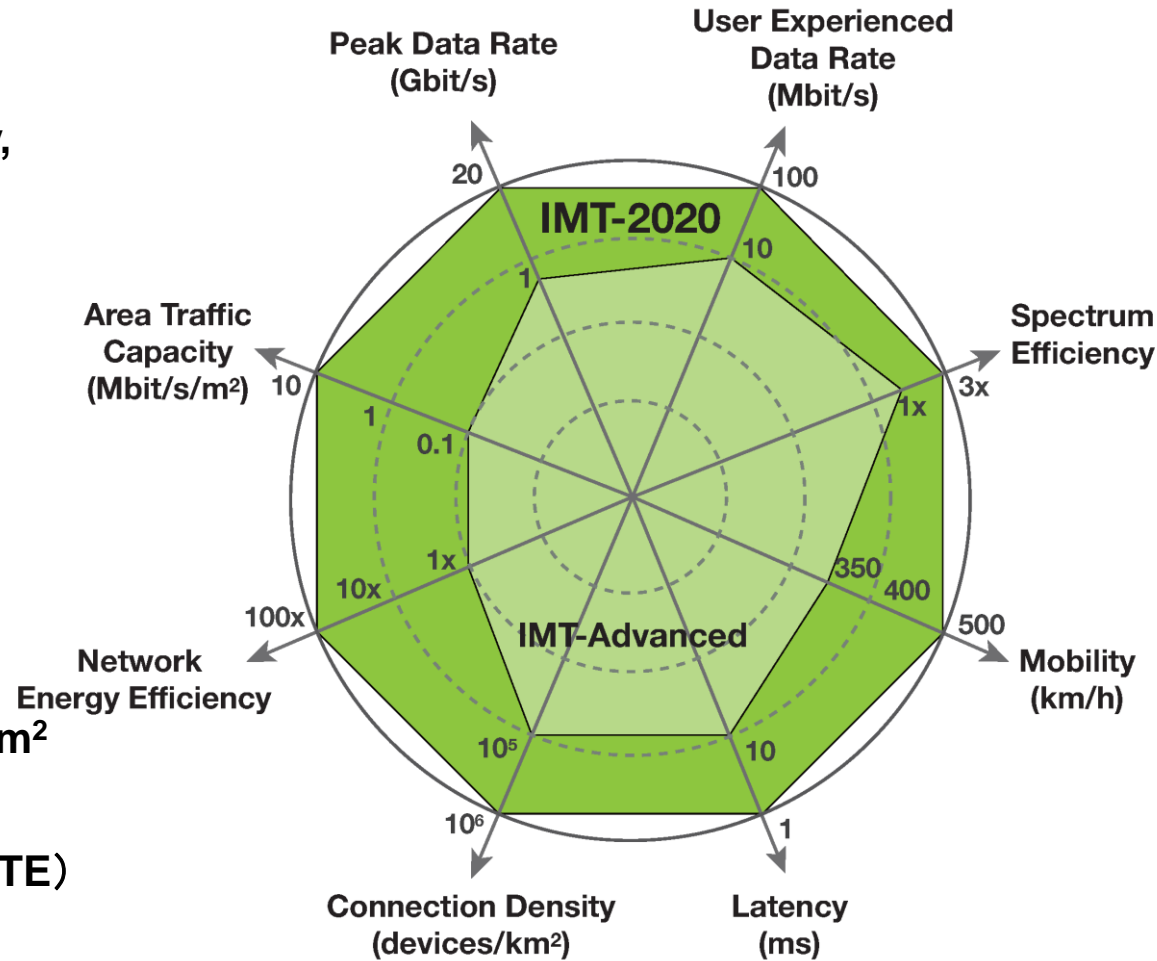 User Experienced
Data Rate
(Mbit/s)
Peak Data Rate
(Gbit/s)
,
20
100
IMT-2020
10
1
Area Traffic
Capacity
(Mbit/s/m²)
Spectrum
Efficiency
10
1
0.1
1x
3x
1x
10x
100x
350
400
500
Network
Energy Efficiency
IMT-Advanced
Mobility
(km/h)
m²
10⁵
10
10⁶
1
TE）
Connection Density
(devices/km²)
Latency
(ms)